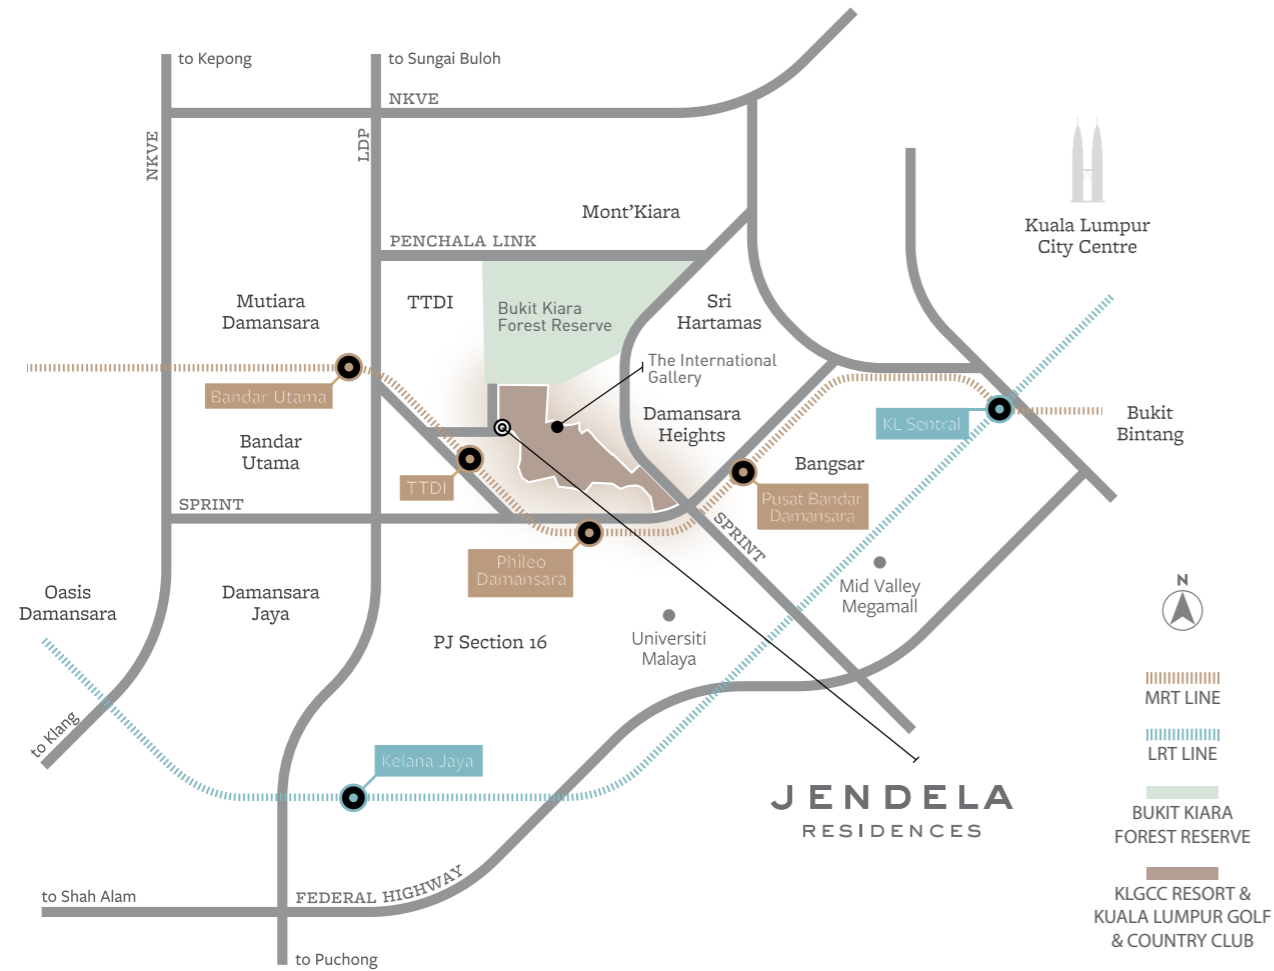 to Kepong
to Sungai Buloh
NKVE
NKVE
LDP
Mont'Kiara
Kuala Lumpur
City Centre
PENCHALA LINK
Mutiara
Damansara
TTDI
Bukit Kiara
Forest Reserve
Sri
Hartamas
The International
Gallery
Bandar Utama
Damansara
Heights
KL Sentral
Bukit
Bintang
Bandar
Utama
Bangsar
TTDI
Pusat Bandar
Damansara
SPRINT
SPRINT
Phileo
Damansara
Oasis
Damansara
Damansara
Jaya
Mid Valley
Megamall
N
PJ Section 16
Universiti
Malaya
MRT LINE
to Klang
Kelana Jaya
LRT LINE
JENDELA
RESIDENCES
BUKIT KIARA
FOREST RESERVE
to Shah Alam
FEDERAL HIGHWAY
KLGCC RESORT &
KUALA LUMPUR GOLF
& COUNTRY CLUB
to Puchong